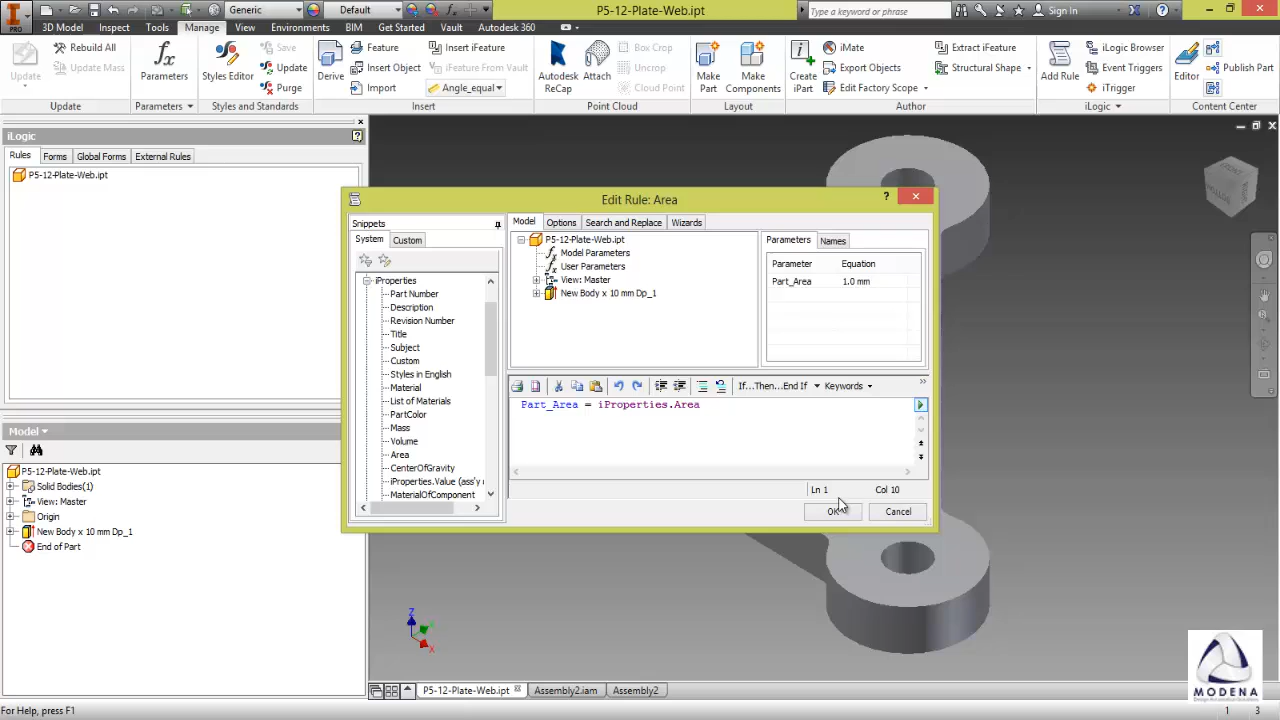 PRO
Generic
Default
P5-12-Plate-Web.ipt
Type a keyword or phrase
Sign In
3D Model
Inspect
Tools
Manage
View
Environments
BIM
Get Started
Vault
Autodesk 360
Update
Rebuild All
Update Mass
Update
Parameters
Parameters
Styles Editor
Save
Update
Purge
Styles and Standards
Derive
Feature
Insert Object
Import
Insert iFeature
iFeature From Vault
Angle_equal
Insert
Autodesk
ReCap
Attach
Box Crop
Uncrop
Cloud Point
Point Cloud
Make
Part
Make
Components
Layout
Create
iPart
iMate
Export Objects
Edit Factory Scope
Extract iFeature
Structural Shape
Author
Add Rule
iLogic Browser
Event Triggers
iTrigger
iLogic
Editor
Publish Part
Content Center
iLogic
Rules
Forms
Global Forms
External Rules
P5-12-Plate-Web.ipt
Model
P5-12-Plate-Web.ipt
Solid Bodies(1)
View: Master
Origin
New Body x 10 mm Dp_1
End of Part
Edit Rule: Area
Snippets
System
Custom
iProperties
Part Number
Description
Revision Number
Title
Subject
Custom
Styles in English
Material
List of Materials
PartColor
Mass
Volume
Area
CenterOfGravity
iProperties.Value (ass'y
MaterialOfComponent
Model
Options
Search and Replace
Wizards
P5-12-Plate-Web.ipt
Model Parameters
User Parameters
View: Master
New Body x 10 mm Dp_1
Parameters
Names
Parameter
Equation
Part_Area
1.0 mm
If...Then...End If
Keywords
Part_Area = iProperties.Area
Ln 1
Col 10
OK
Cancel
Z
X
P5-12-Plate-Web.ipt
Assembly2.iam
Assembly2
MODENA
For Help, press F1
1
3